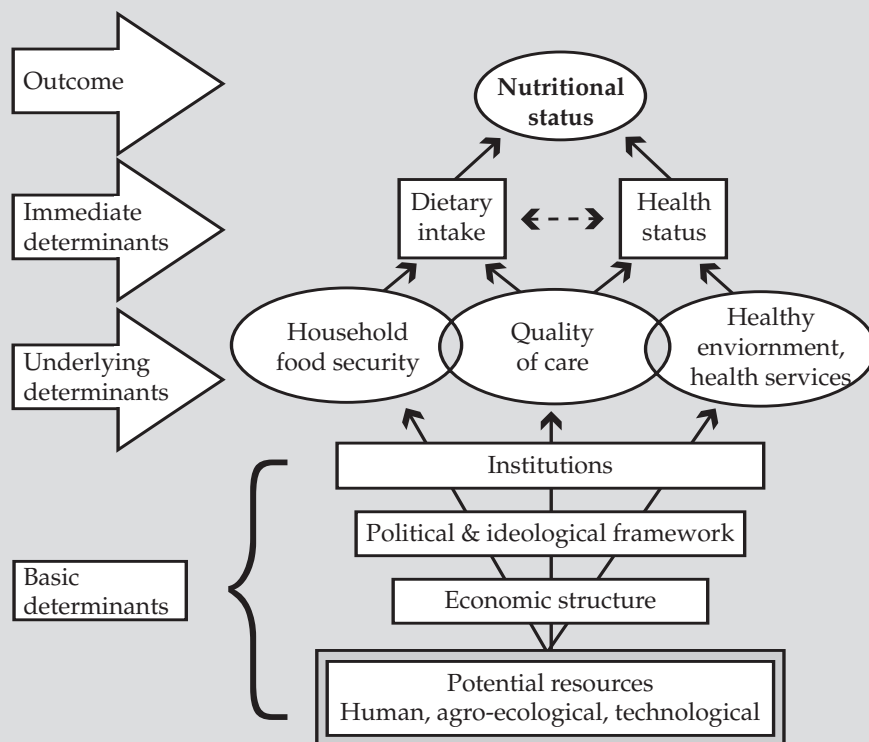 Outcome
Nutritional
status
Immediate
determinants
Dietary
intake
Health
status
Underlying
determinants
Household
food security
Quality
of care
Healthy
enviornment,
health services
Basic
determinants
Institutions
Political & ideological framework
Economic structure
Potential resources
Human, agro-ecological, technological